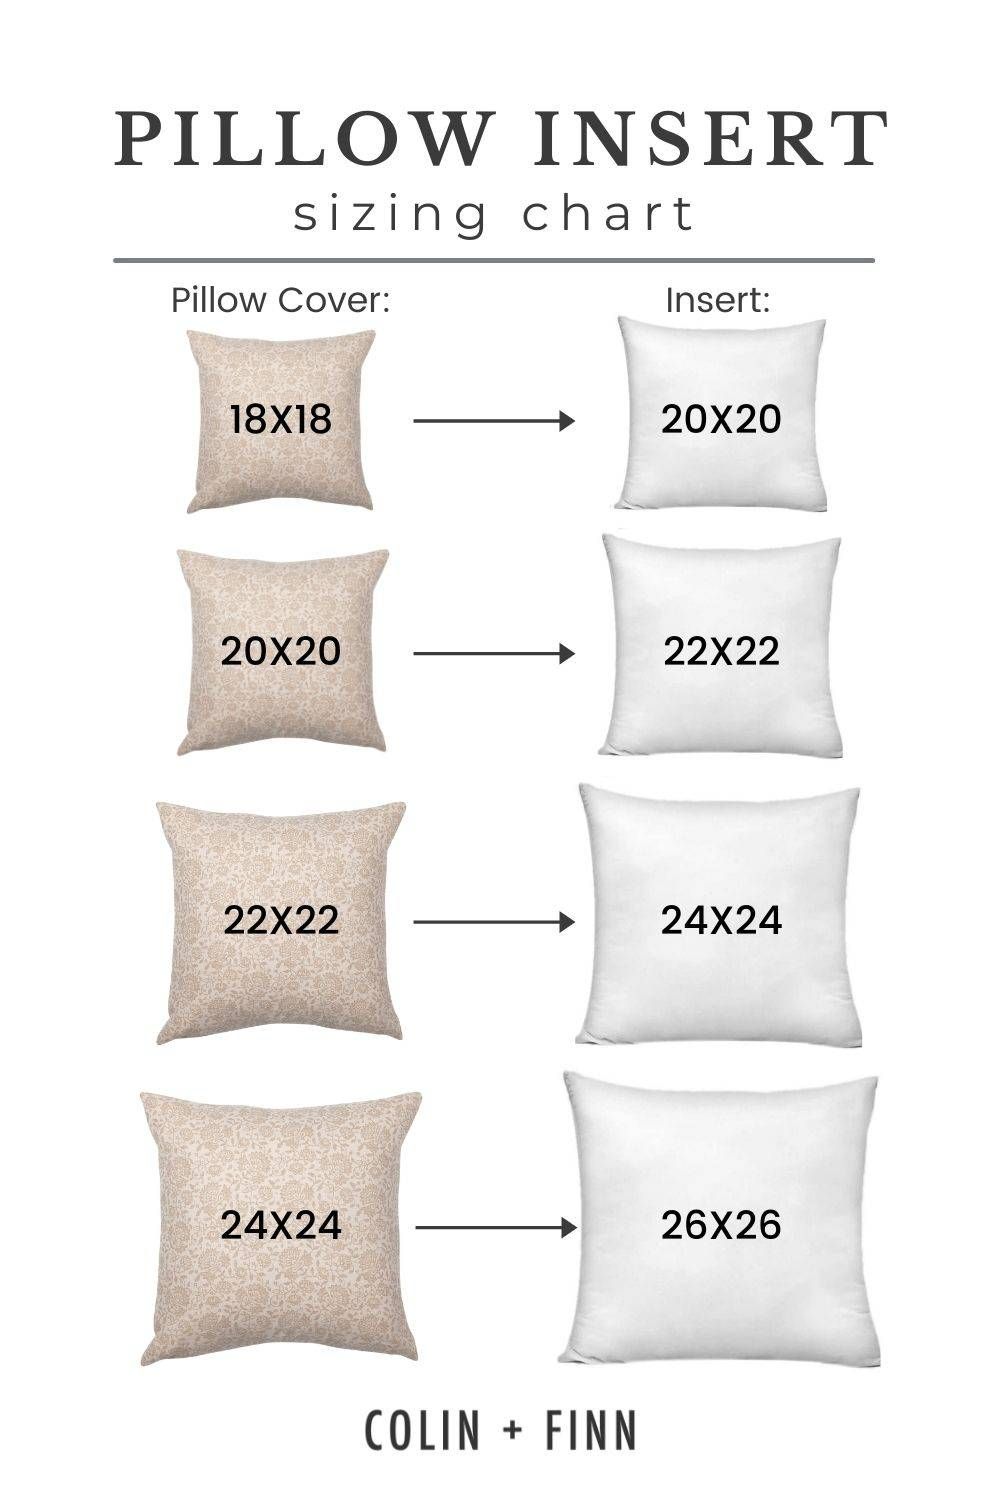 PILLOW INSERT
sizing chart
Pillow Cover: Insert:
18X18 20X20
20X20 22X22
22X22 24X24
24X24 26X26
COLIN + FINN